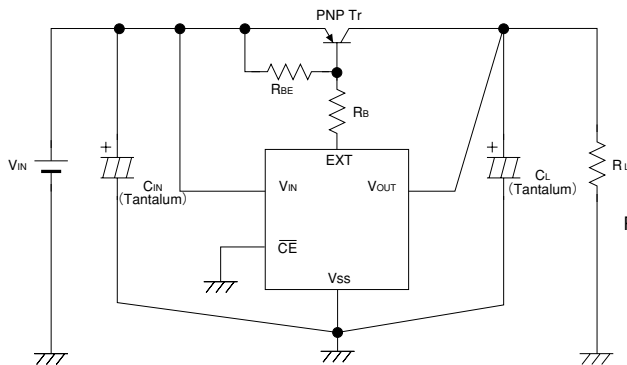 PNP Tr
RBE
RB
+
VIN
CIN
(Tantalum)
EXT
VIN
VOUT
CE
VSS
+
CL
(Tantalum)
RL